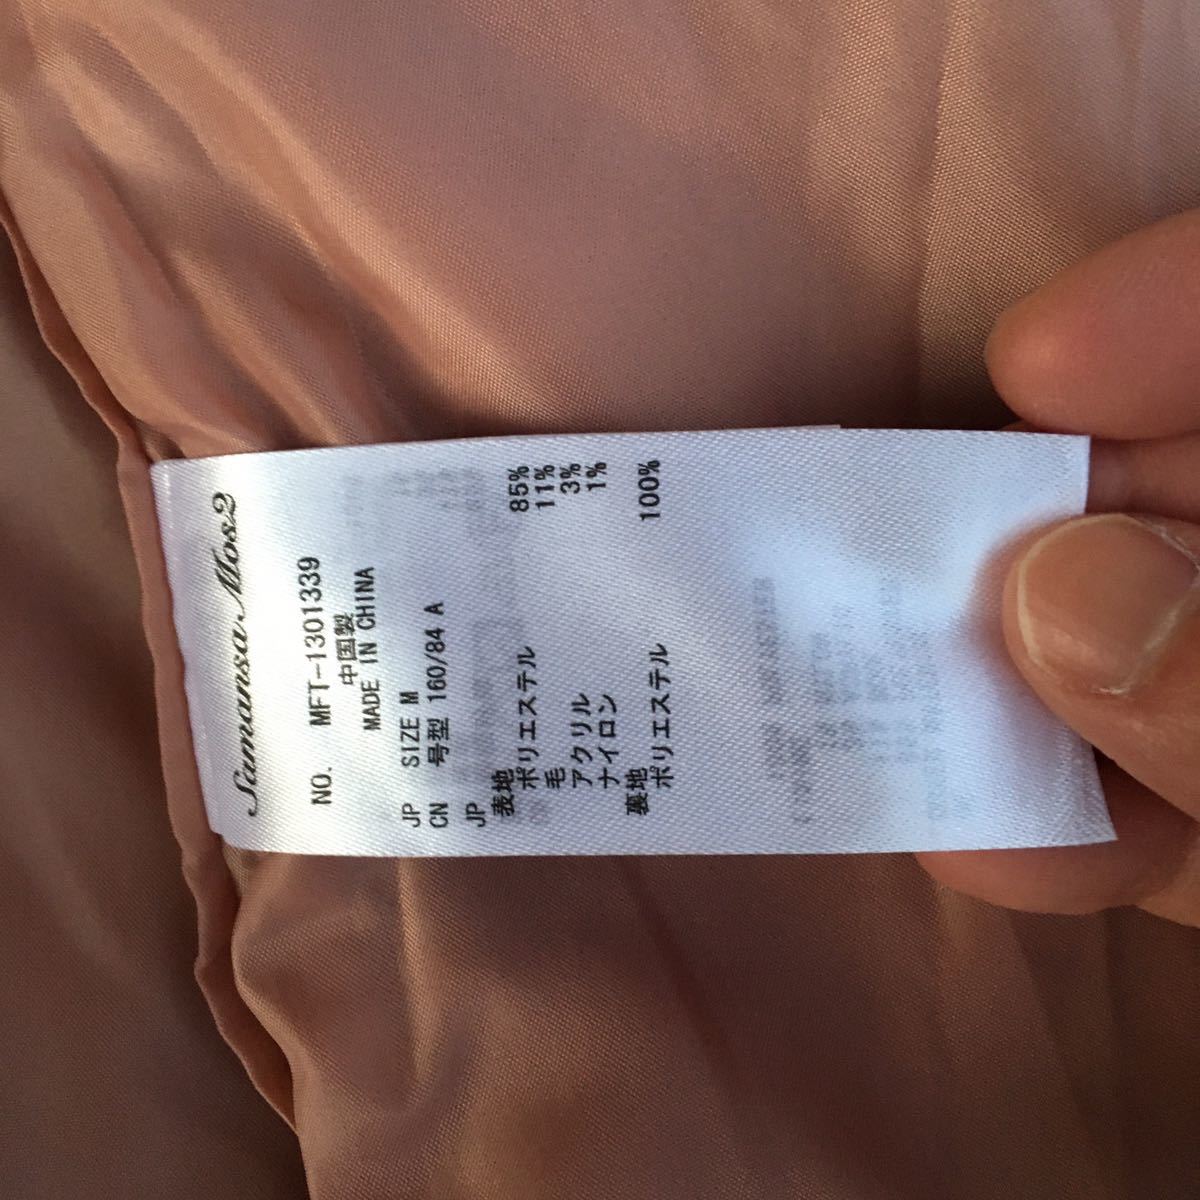 Samansa Mos2
NO. MFT-1301339
中国製
MADE IN CHINA
JP SIZE M
CN 号型 160/84 A
JP
表地
ポリエステル 85%
毛 11%
アクリル 3%
ナイロン 1%
裏地
ポリエステル 100%